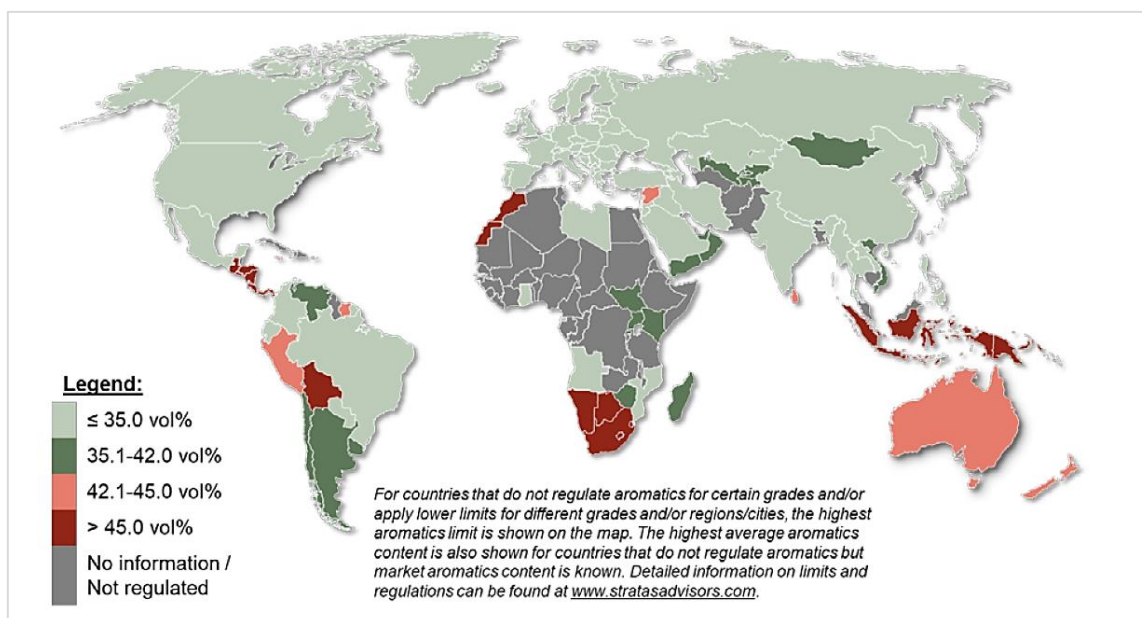 Legend:
≤ 35.0 vol%
35.1-42.0 vol%
42.1-45.0 vol%
> 45.0 vol%
No information /
Not regulated
For countries that do not regulate aromatics for certain grades and/or
apply lower limits for different grades and/or regions/cities, the highest
aromatics limit is shown on the map. The highest average aromatics
content is also shown for countries that do not regulate aromatics but
market aromatics content is known. Detailed information on limits and
regulations can be found at www.stratasadvisors.com.